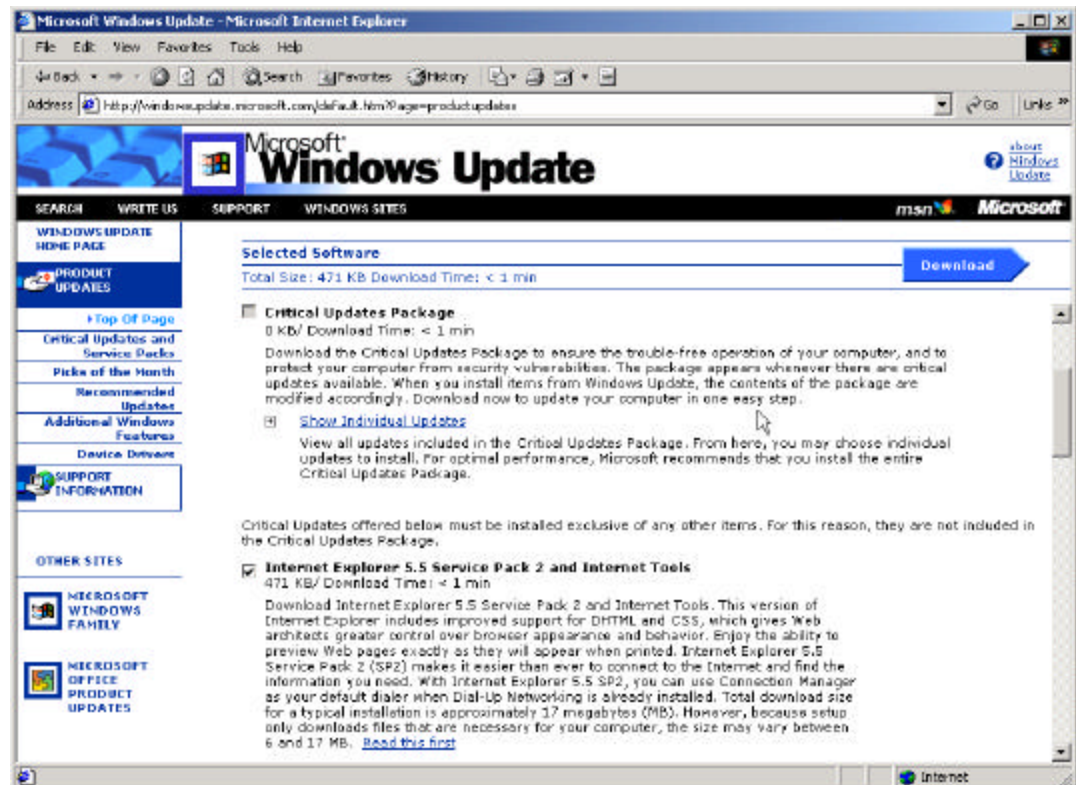 Microsoft Windows Update - Microsoft Internet Explorer
File Edit View Favorites Tools Help
Back Search Favorites History
Address http://windowsupdate.microsoft.com/default.htm?Page=productupdates Go Links »
Microsoft
Windows Update
about
Windows
Update
SEARCH WRITE US SUPPORT WINDOWS SITES msn Microsoft
WINDOWS UPDATE
HOME PAGE
PRODUCT
UPDATES
Top Of Page
Critical Updates and
Service Packs
Picks of the Month
Recommended
Updates
Additional Windows
Features
Device Drivers
SUPPORT
INFORMATION
OTHER SITES
MICROSOFT
WINDOWS
FAMILY
MICROSOFT
OFFICE
PRODUCT
UPDATES
Selected Software
Total Size: 471 KB Download Time: < 1 min
Download
Critical Updates Package
0 KB/ Download Time: < 1 min
Download the Critical Updates Package to ensure the trouble-free operation of your computer, and to
protect your computer from security vulnerabilities. The package appears whenever there are critical
updates available. When you install items from Windows Update, the contents of the package are
modified accordingly. Download now to update your computer in one easy step.
Show Individual Updates
View all updates included in the Critical Updates Package. From here, you may choose individual
updates to install. For optimal performance, Microsoft recommends that you install the entire
Critical Updates Package.
Critical Updates offered below must be installed exclusive of any other items. For this reason, they are not included in
the Critical Updates Package.
Internet Explorer 5.5 Service Pack 2 and Internet Tools
471 KB/ Download Time: < 1 min
Download Internet Explorer 5.5 Service Pack 2 and Internet Tools. This version of
Internet Explorer includes improved support for DHTML and CSS, which gives Web
architects greater control over browser appearance and behavior. Enjoy the ability to
preview Web pages exactly as they will appear when printed. Internet Explorer 5.5
Service Pack 2 (SP2) makes it easier than ever to connect to the Internet and find the
information you need. With Internet Explorer 5.5 SP2, you can use Connection Manager
as your default dialer when Dial-Up Networking is already installed. Total download size
for a typical installation is approximately 17 megabytes (MB). However, because setup
only downloads files that are necessary for your computer, the size may vary between
6 and 17 MB. Read this first
Internet